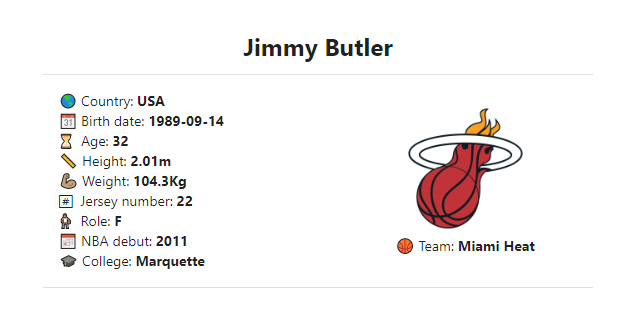 Jimmy Butler
Country: USA
Birth date: 1989-09-14
Age: 32
Height: 2.01m
Weight: 104.3Kg
Jersey number: 22
Role: F
NBA debut: 2011
College: Marquette
Team: Miami Heat